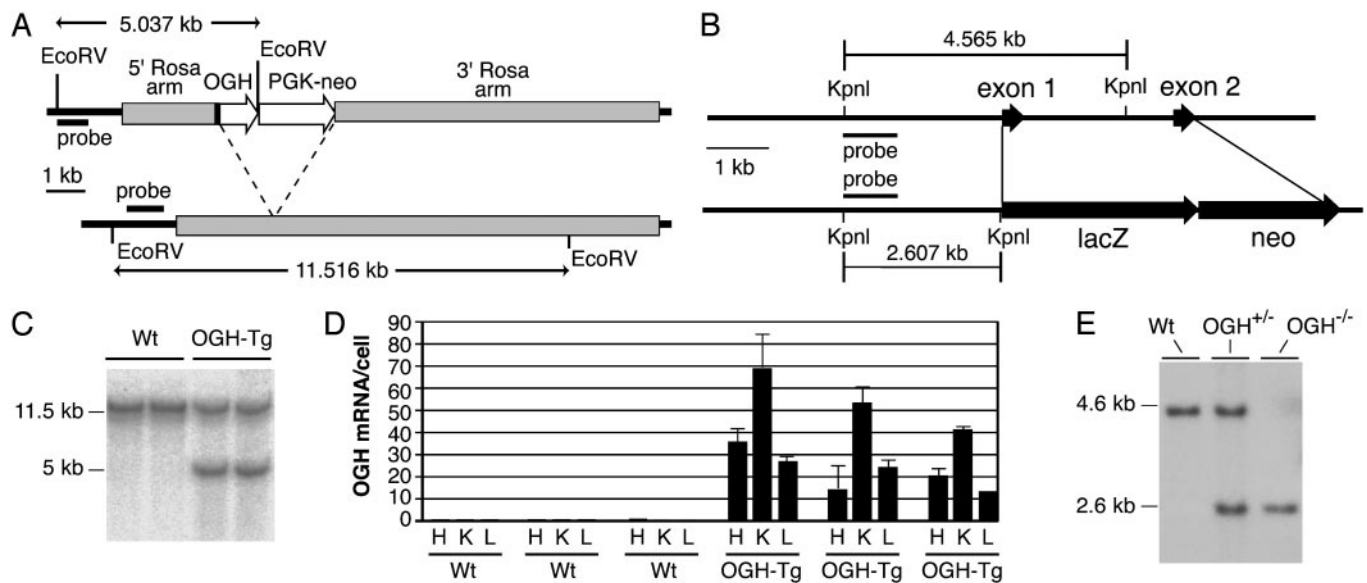 A
5.037 kb
EcoRV
EcoRV
5' Rosa arm
OGH
PGK-neo
3' Rosa arm
probe
1 kb
probe
EcoRV
EcoRV
11.516 kb
B
4.565 kb
KpnI
exon 1
KpnI
exon 2
1 kb
probe
probe
KpnI
KpnI
lacZ
neo
2.607 kb
C
Wt
OGH-Tg
11.5 kb
5 kb
D
OGH mRNA/cell
90
80
70
60
50
40
30
20
10
0
H K L H K L H K L H K L H K L H K L
Wt Wt Wt OGH-Tg OGH-Tg OGH-Tg
E
Wt OGH+/- OGH-/-
4.6 kb
2.6 kb